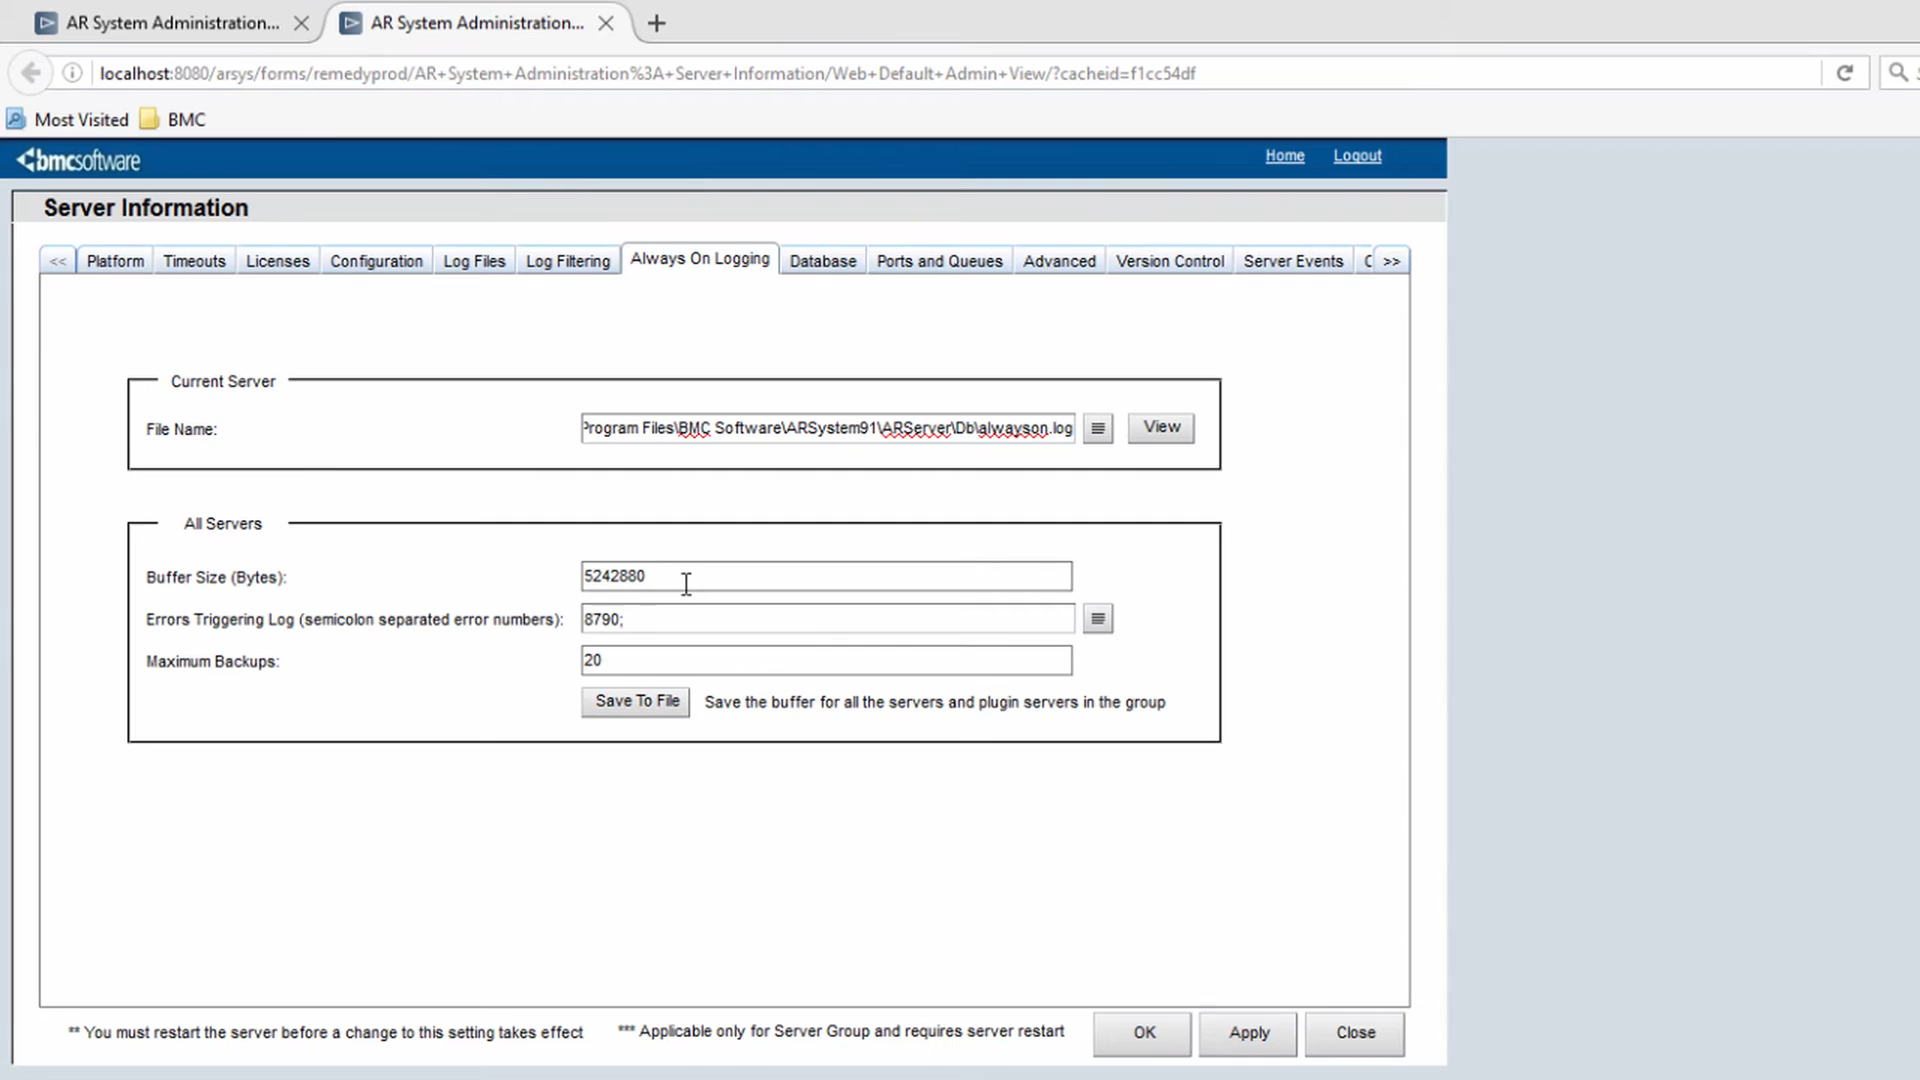 AR System Administration... AR System Administration...
localhost:8080/arsys/forms/remedyprod/AR+System+Administration%3A+Server+Information/Web+Default+Admin+View/?cacheid=f1cc54df
Most Visited BMC
bmcsoftware Home Logout
Server Information
<< Platform Timeouts Licenses Configuration Log Files Log Filtering Always On Logging Database Ports and Queues Advanced Version Control Server Events >>
Current Server
File Name: Program Files\BMC Software\ARSystem91\ARServer\Db\alwayson.log View
All Servers
Buffer Size (Bytes): 5242880
Errors Triggering Log (semicolon separated error numbers): 8790;
Maximum Backups: 20
Save To File Save the buffer for all the servers and plugin servers in the group
** You must restart the server before a change to this setting takes effect *** Applicable only for Server Group and requires server restart OK Apply Close